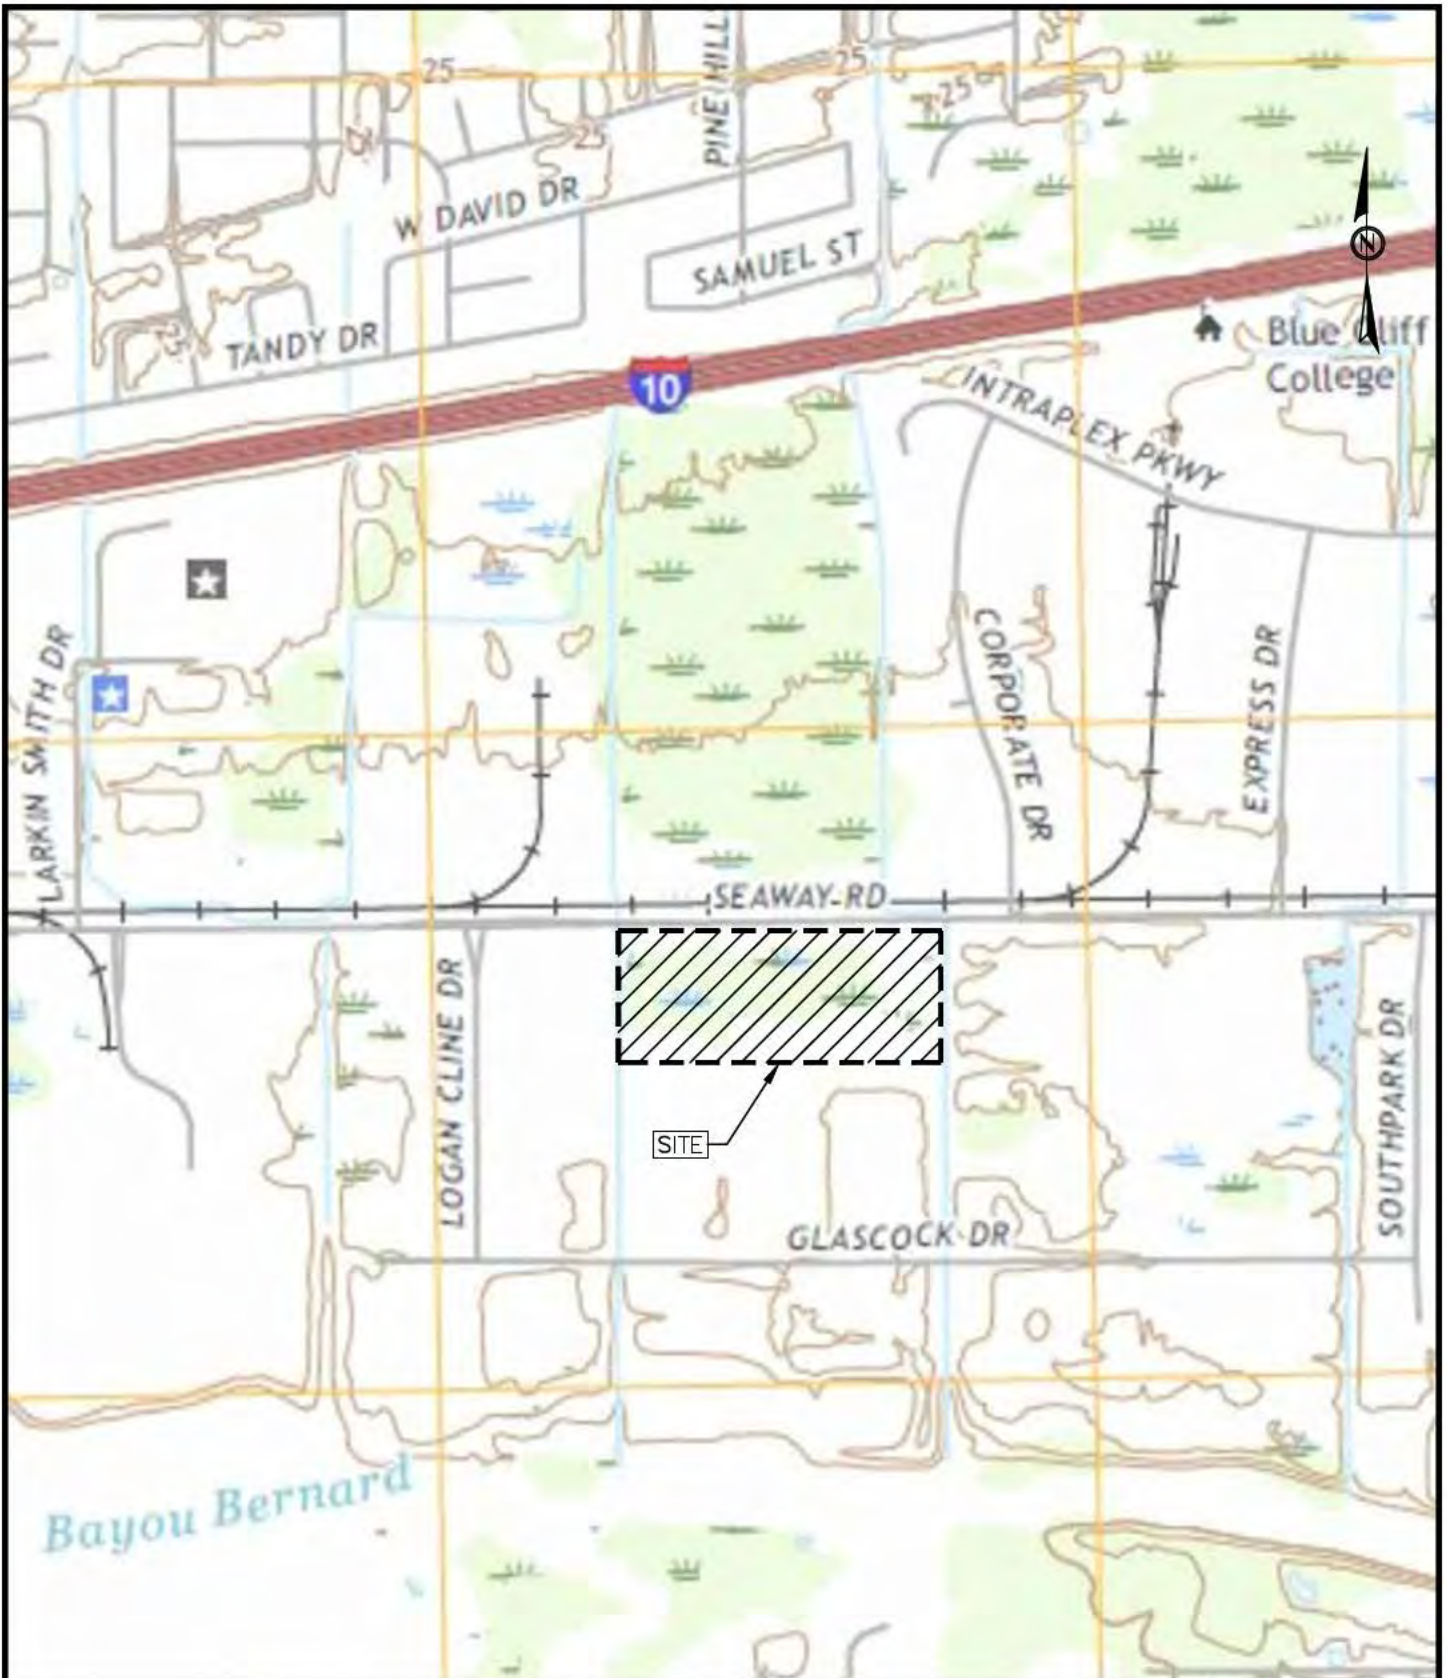 PINE HILL
25
25
25
25
W DAVID DR
SAMUEL ST
N
TANDY DR
10
Blue Cliff
College
INTRAPLEX PKWY
LARKIN SMITH DR
CORPORATE DR
EXPRESS DR
SEAWAY RD
LOGAN CLINE DR
SITE
SOUTHPARK DR
GLASCOCK DR
Bayou Bernard